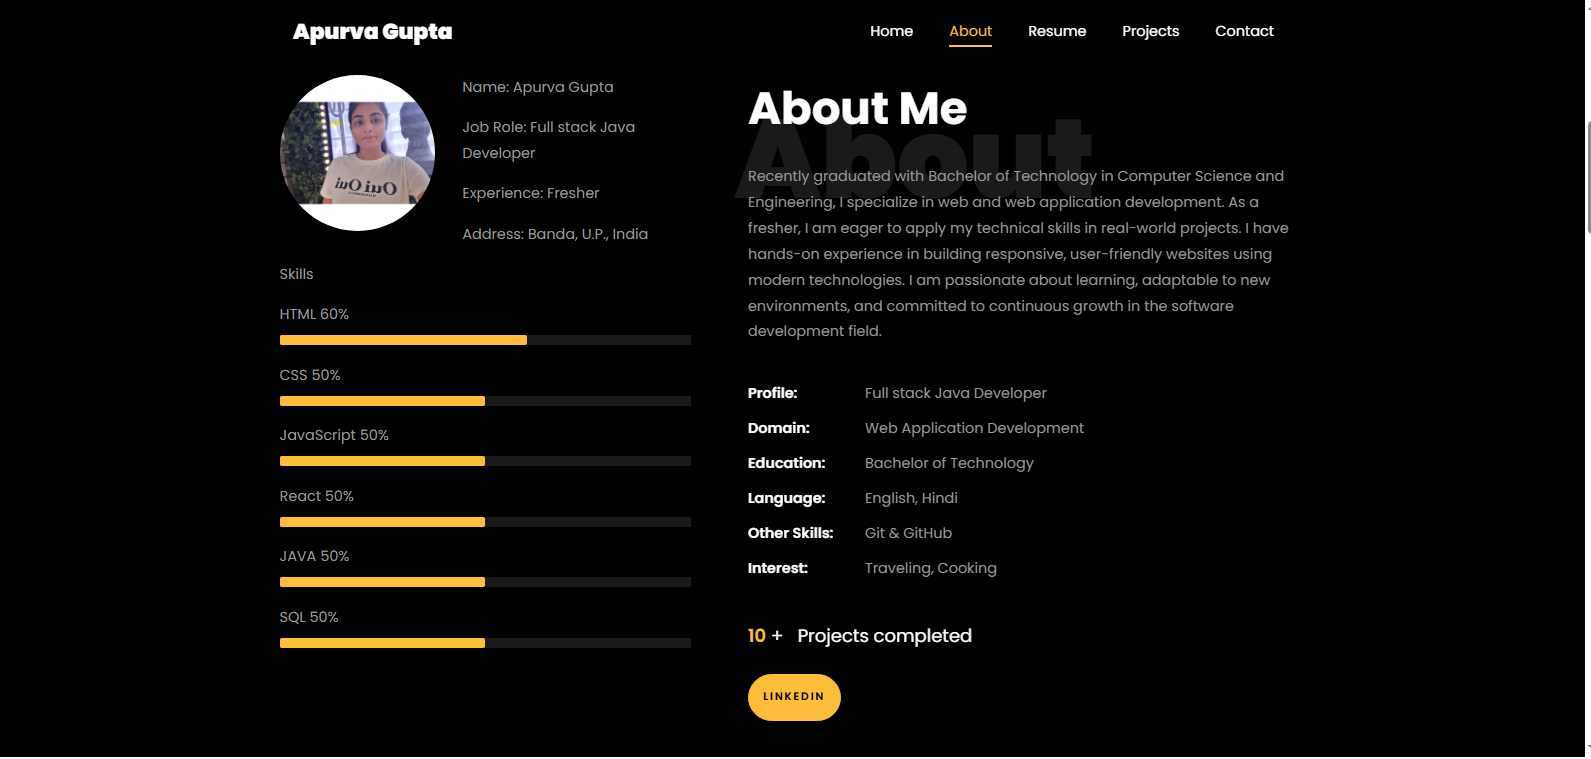 Apurva Gupta
Home
About
Resume
Projects
Contact
Name: Apurva Gupta
Job Role: Full stack Java
Developer
Experience: Fresher
Address: Banda, U.P., India
Oui Oui
Skills
HTML 60%
CSS 50%
JavaScript 50%
React 50%
JAVA 50%
SQL 50%
About Me
About
Recently graduated with Bachelor of Technology in Computer Science and
Engineering, I specialize in web and web application development. As a
fresher, I am eager to apply my technical skills in real-world projects. I have
hands-on experience in building responsive, user-friendly websites using
modern technologies. I am passionate about learning, adaptable to new
environments, and committed to continuous growth in the software
development field.
Profile: Full stack Java Developer
Domain: Web Application Development
Education: Bachelor of Technology
Language: English, Hindi
Other Skills: Git & GitHub
Interest: Traveling, Cooking
10 + Projects completed
LINKEDIN